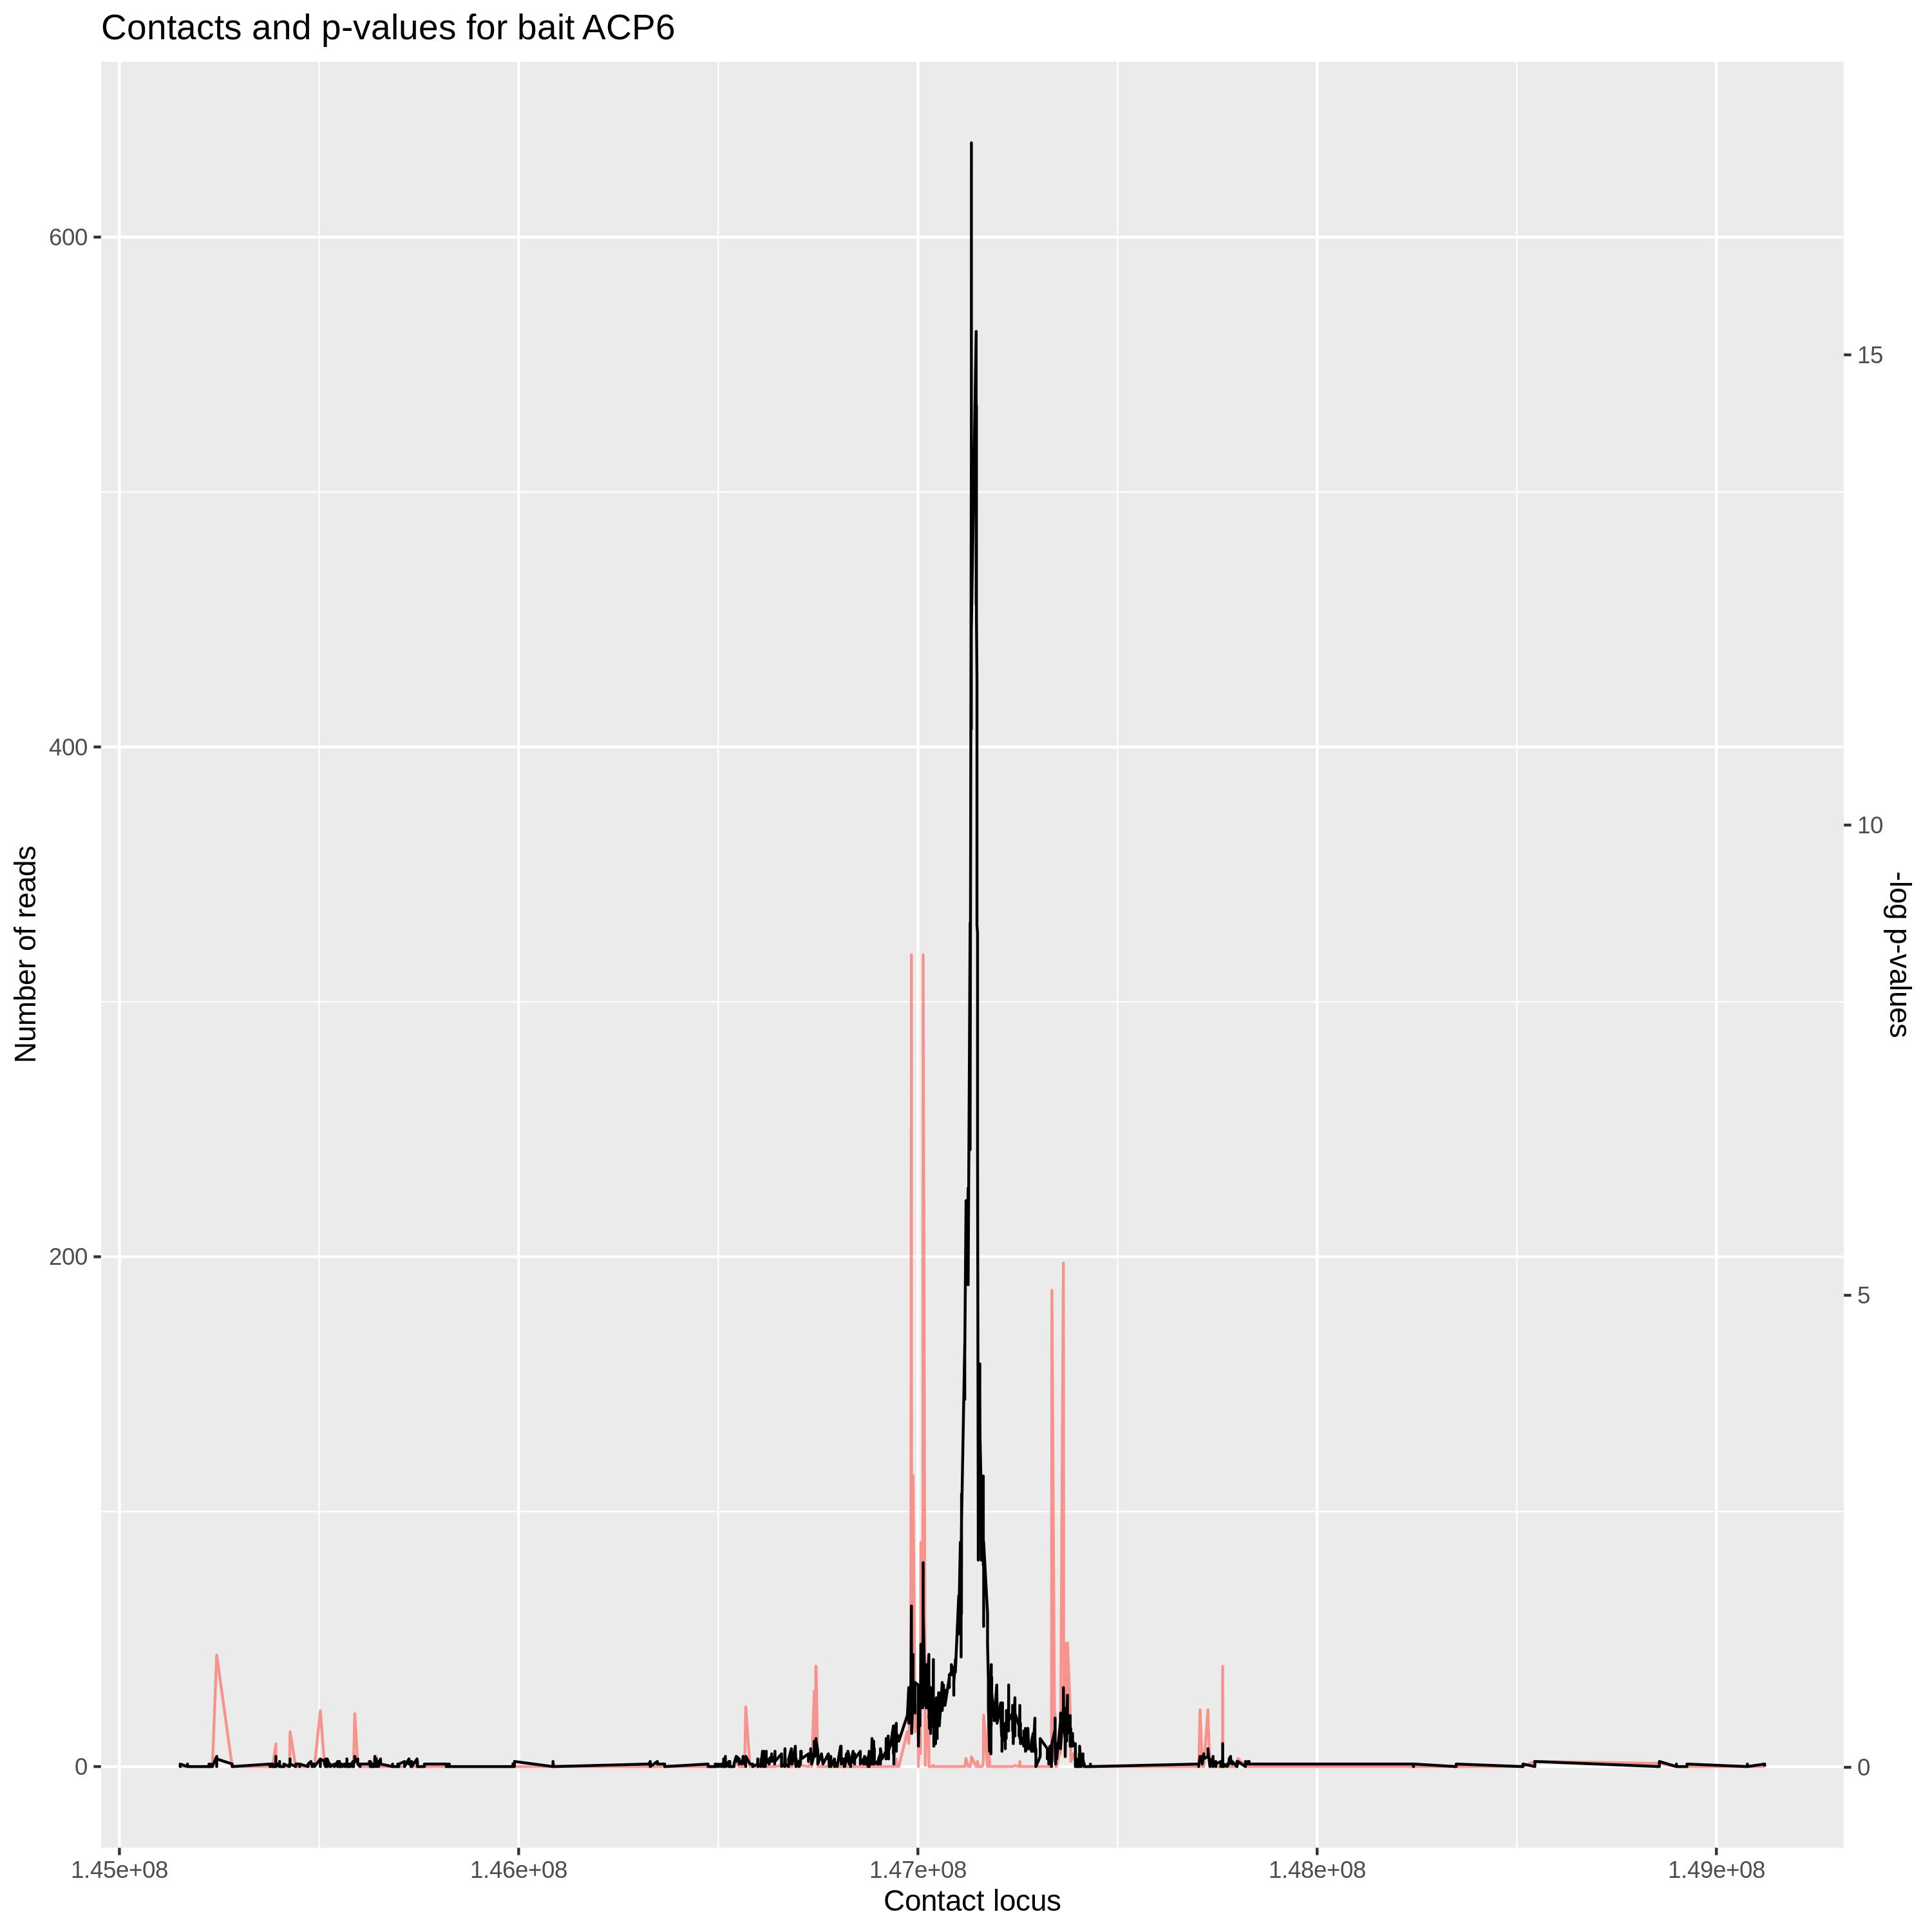 Contacts and p-values for bait ACP6
Number of reads
600
400
200
0
15
10
5
0
-log p-values
1.45e+08
1.46e+08
1.47e+08
1.48e+08
1.49e+08
Contact locus